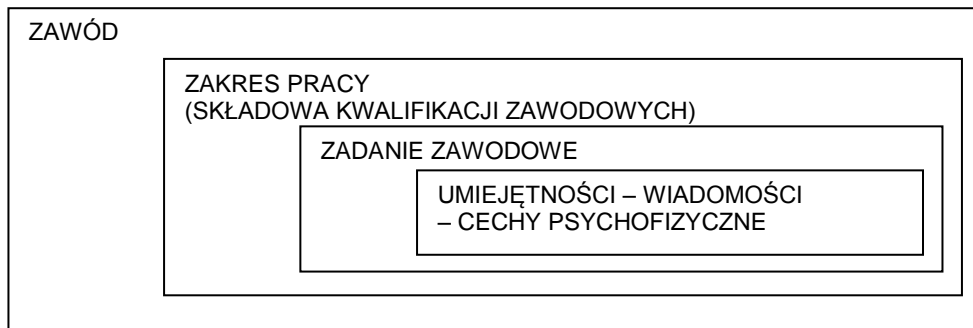 ZAWÓD
ZAKRES PRACY
(SKŁADOWA KWALIFIKACJI ZAWODOWYCH)
ZADANIE ZAWODOWE
UMIEJĘTNOŚCI – WIADOMOŚCI
– CECHY PSYCHOFIZYCZNE